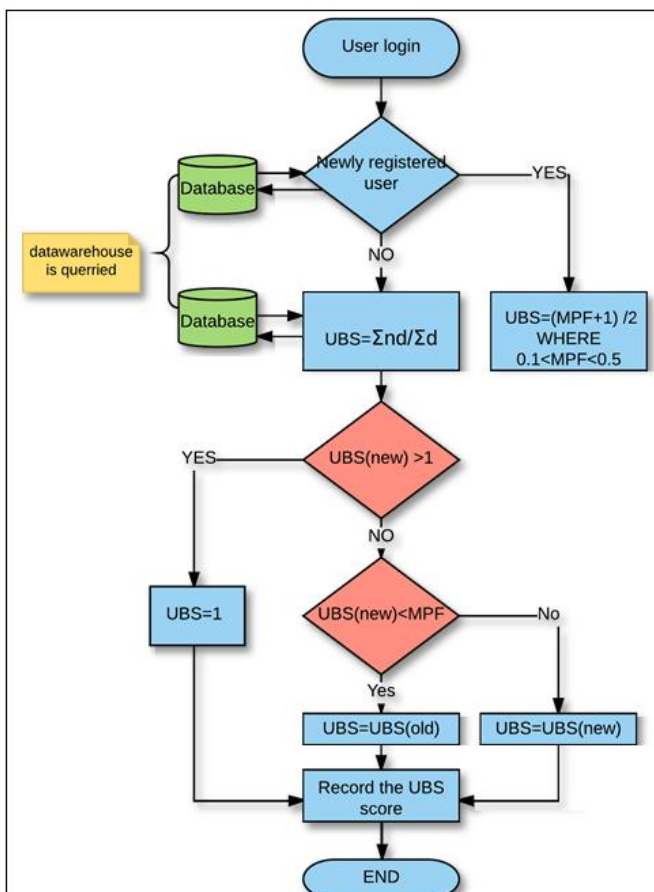 User login
Newly registered
user
YES
Database
datawarehouse
is querried
NO
Database
UBS=Σnd/Σd
UBS=(MPF+1) /2
WHERE
0.1<MPF<0.5
UBS(new) >1
YES
NO
UBS=1
UBS(new)<MPF
No
Yes
UBS=UBS(old)
UBS=UBS(new)
Record the UBS
score
END